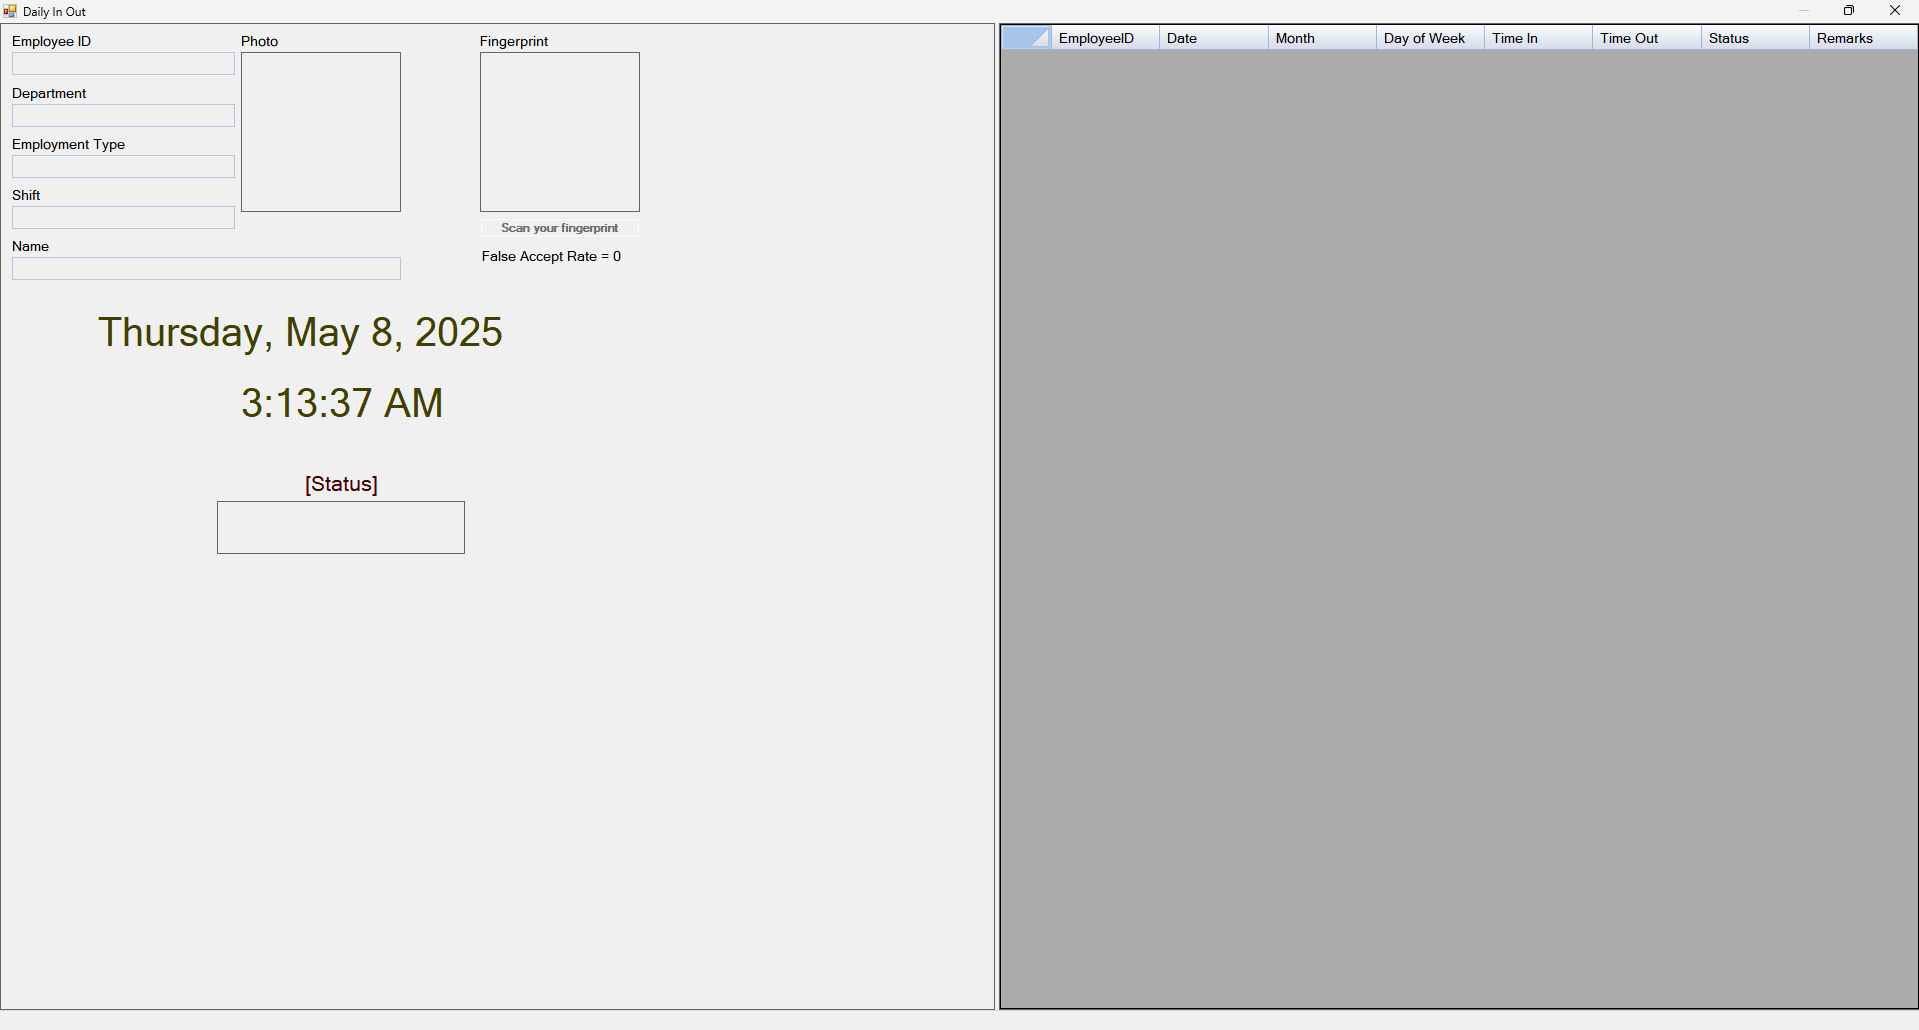 Daily In Out
Employee ID
Photo
Fingerprint
Department
Employment Type
Shift
Scan your fingerprint
Name
False Accept Rate = 0
Thursday, May 8, 2025
3:13:37 AM
[Status]
EmployeeID Date Month Day of Week Time In Time Out Status Remarks